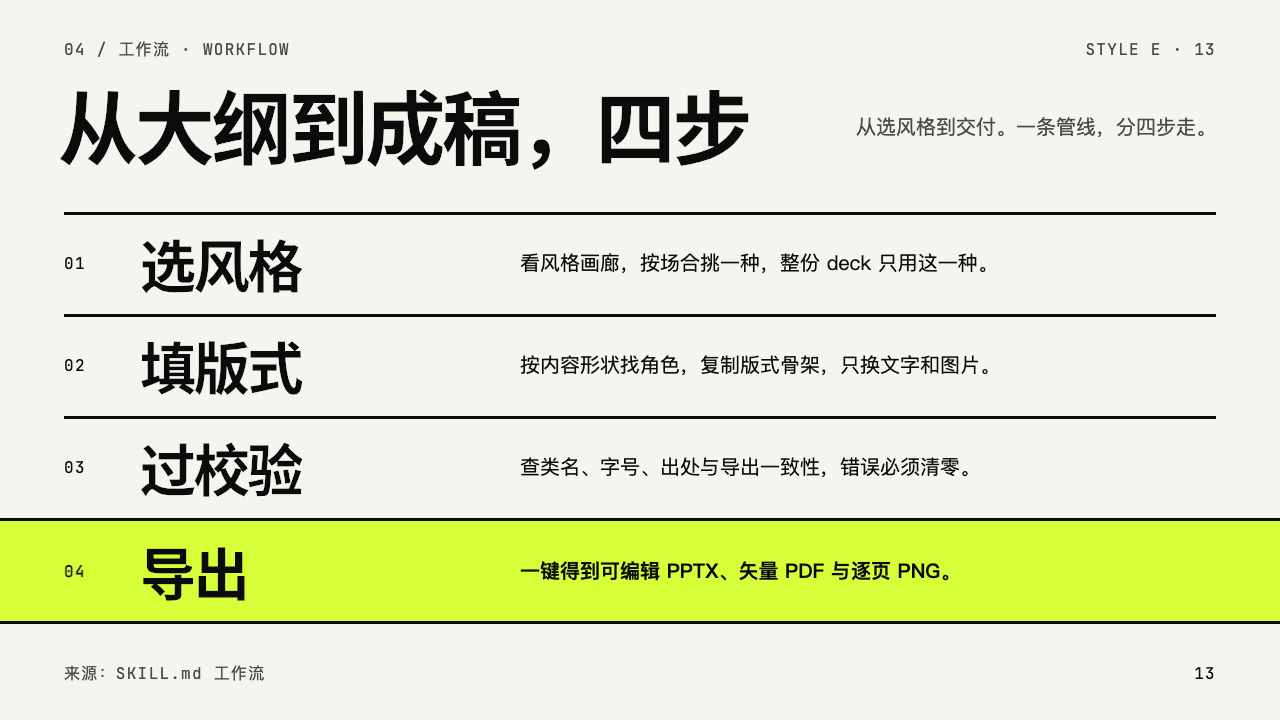 04 / 工作流 · WORKFLOW
STYLE E · 13
从大纲到成稿，四步
从选风格到交付。一条管线，分四步走。
01
选风格
看风格画廊，按场合挑一种，整份 deck 只用这一种。
02
填版式
按内容形状找角色，复制版式骨架，只换文字和图片。
03
过校验
查类名、字号、出处与导出一致性，错误必须清零。
04
导出
一键得到可编辑 PPTX、矢量 PDF 与逐页 PNG。
来源：SKILL.md 工作流
13